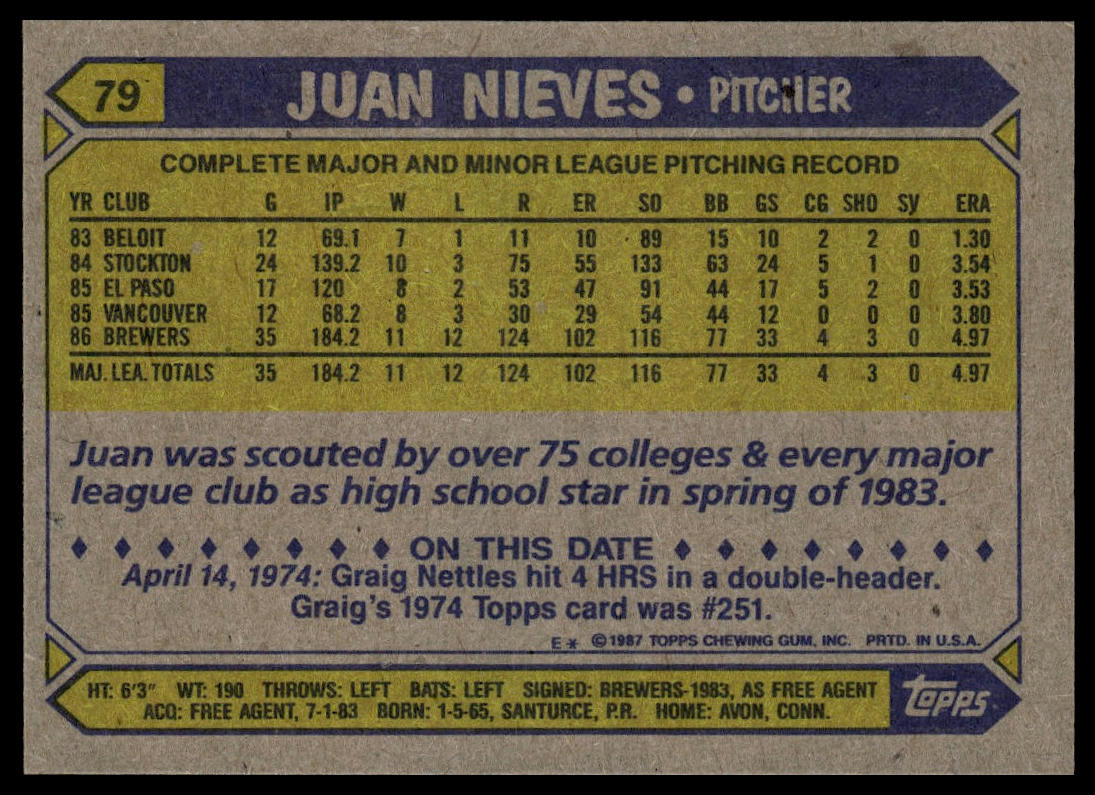 79 JUAN NIEVES • PITCHER
COMPLETE MAJOR AND MINOR LEAGUE PITCHING RECORD
YR CLUB G IP W L R ER SO BB GS CG SHO SV ERA
83 BELOIT 12 69.1 7 1 11 10 89 15 10 2 2 0 1.30
84 STOCKTON 24 139.2 10 3 75 55 133 63 24 5 1 0 3.54
85 EL PASO 17 120 8 2 53 47 91 44 17 5 2 0 3.53
85 VANCOUVER 12 68.2 8 3 30 29 54 44 12 0 0 0 3.80
86 BREWERS 35 184.2 11 12 124 102 116 77 33 4 3 0 4.97
MAJ. LEA. TOTALS 35 184.2 11 12 124 102 116 77 33 4 3 0 4.97
Juan was scouted by over 75 colleges & every major
league club as high school star in spring of 1983.
ON THIS DATE
April 14, 1974: Graig Nettles hit 4 HRS in a double-header.
Graig's 1974 Topps card was #251.
E* ©1987 TOPPS CHEWING GUM, INC. PRTD. IN U.S.A.
HT: 6'3" WT: 190 THROWS: LEFT BATS: LEFT SIGNED: BREWERS-1983, AS FREE AGENT
ACQ: FREE AGENT, 7-1-83 BORN: 1-5-65, SANTURCE, P.R. HOME: AVON, CONN.
topps